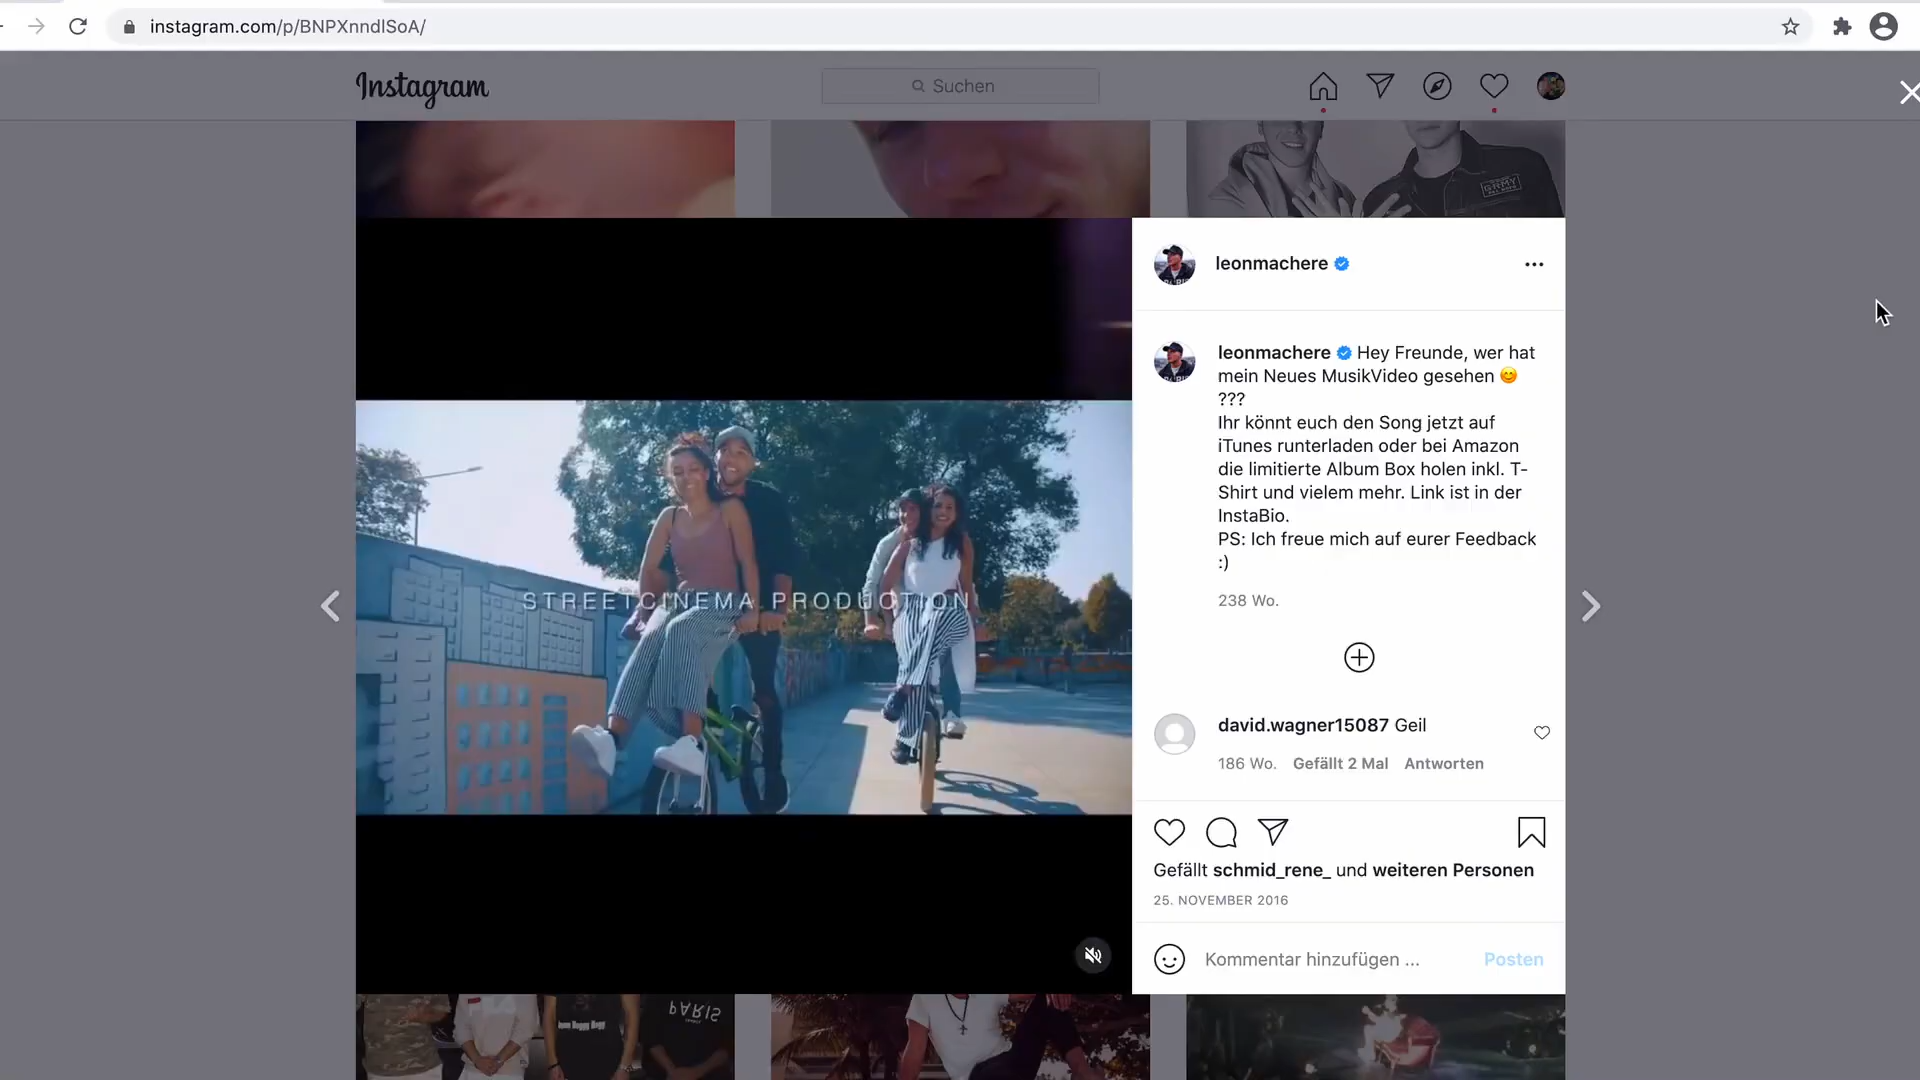 instagram.com/p/BNPXnndlSoA/
Instagram
Suchen
GRMY
leonmachere
leonmachere Hey Freunde, wer hat
mein Neues MusikVideo gesehen 😊
???
Ihr könnt euch den Song jetzt auf
iTunes runterladen oder bei Amazon
die limitierte Album Box holen inkl. T-
Shirt und vielem mehr. Link ist in der
InstaBio.
PS: Ich freue mich auf eurer Feedback
:)
238 Wo.
STREETCINEMA PRODUCTION
david.wagner15087 Geil
186 Wo. Gefällt 2 Mal Antworten
Gefällt schmid_rene_ und weiteren Personen
25. NOVEMBER 2016
Kommentar hinzufügen ...
Posten
PARIS